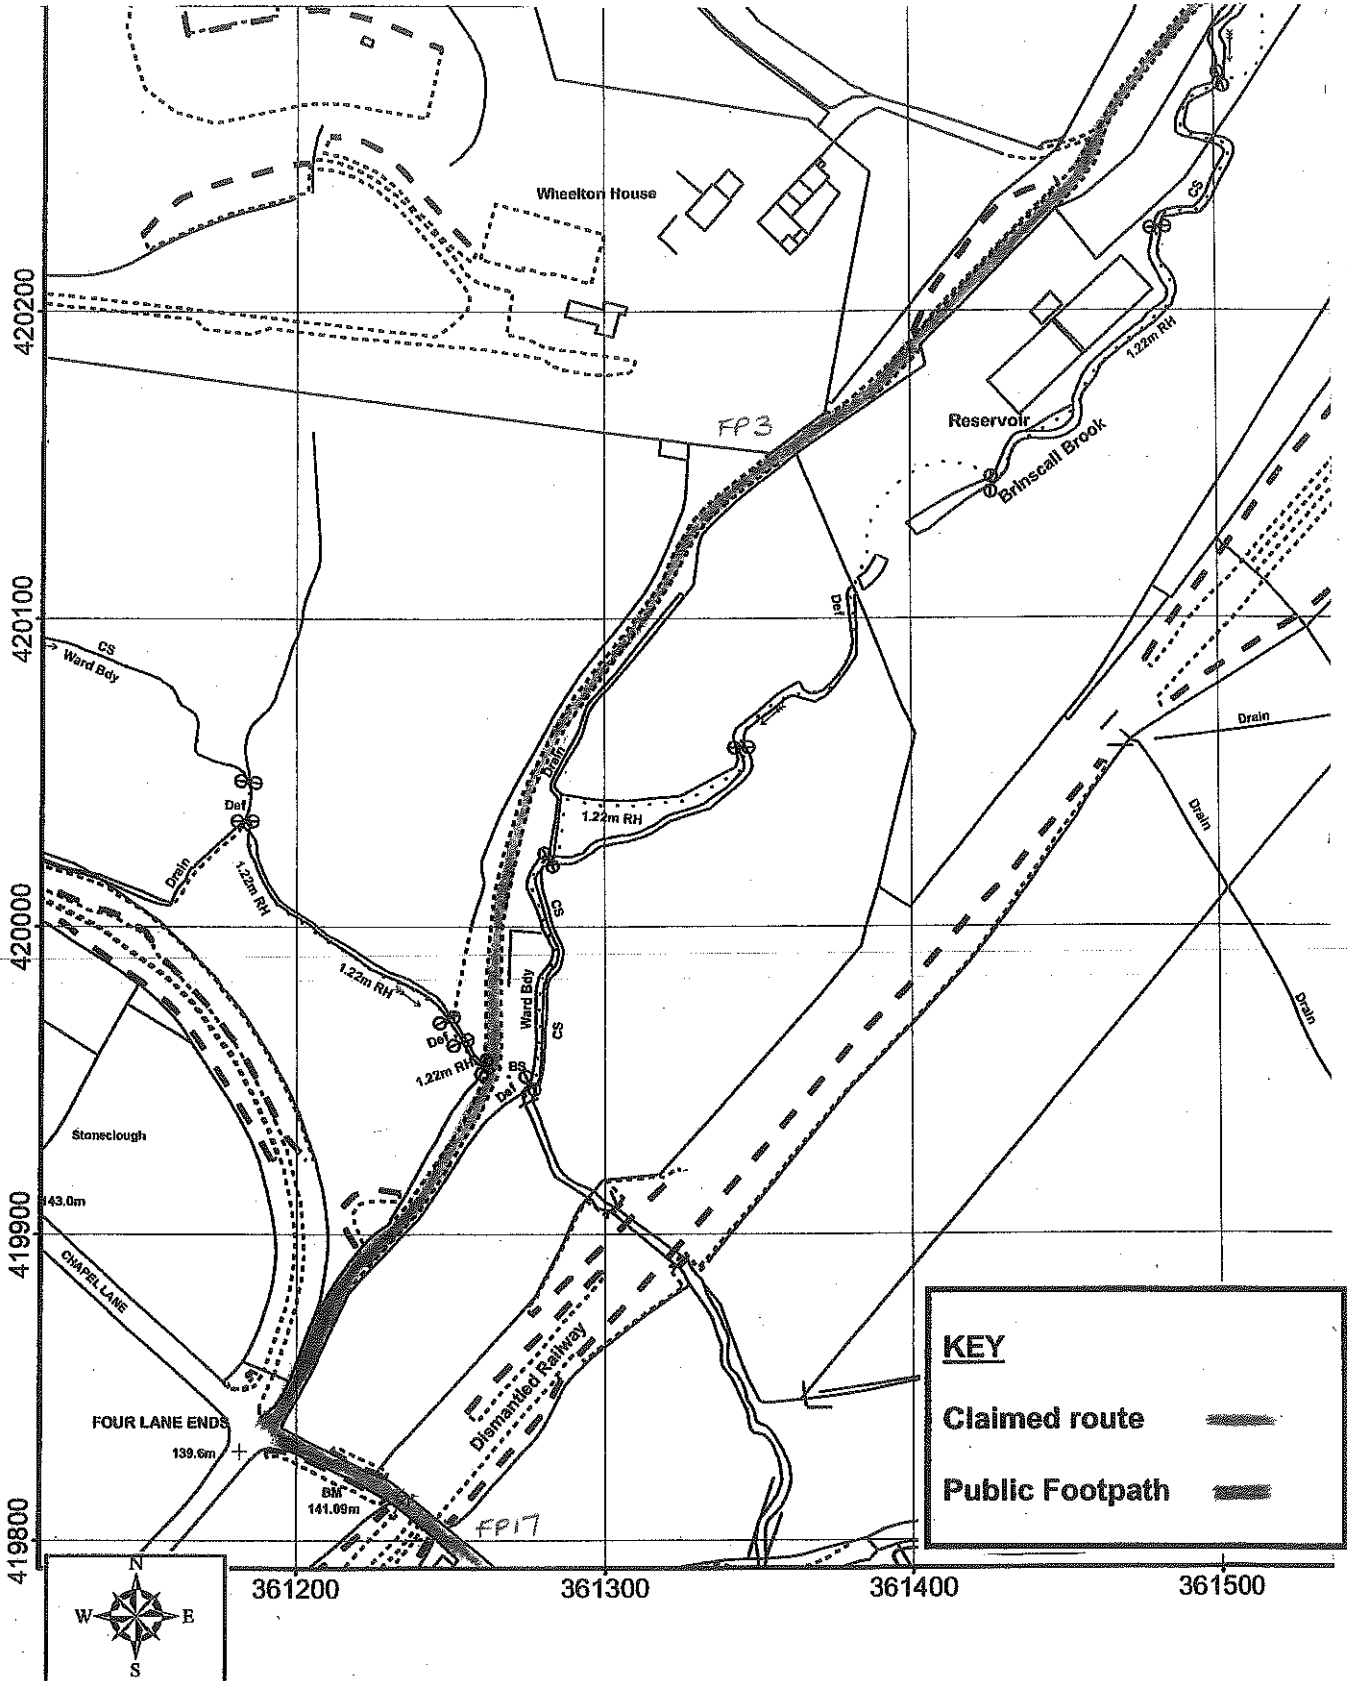 Wheelton House
420200
1.22m RH
CS
FP3
Reservoir
Brinscall Brook
420100
CS
Ward Bdy
Def
Drain
Drain
Def
1.22m RH
Drain
Drain
1.22m RH
CS
420000
1.22m RH
Ward Bdy
Drain
Def
CS
1.22m RH
BS
Def
Stoneclough
143.0m
419900
CHAPEL LANE
Dismantled Railway
KEY
Claimed route
Public Footpath
FOUR LANE ENDS
139.6m
BM
141.09m
FP17
419800
361200
361300
361400
361500
N
W
E
S